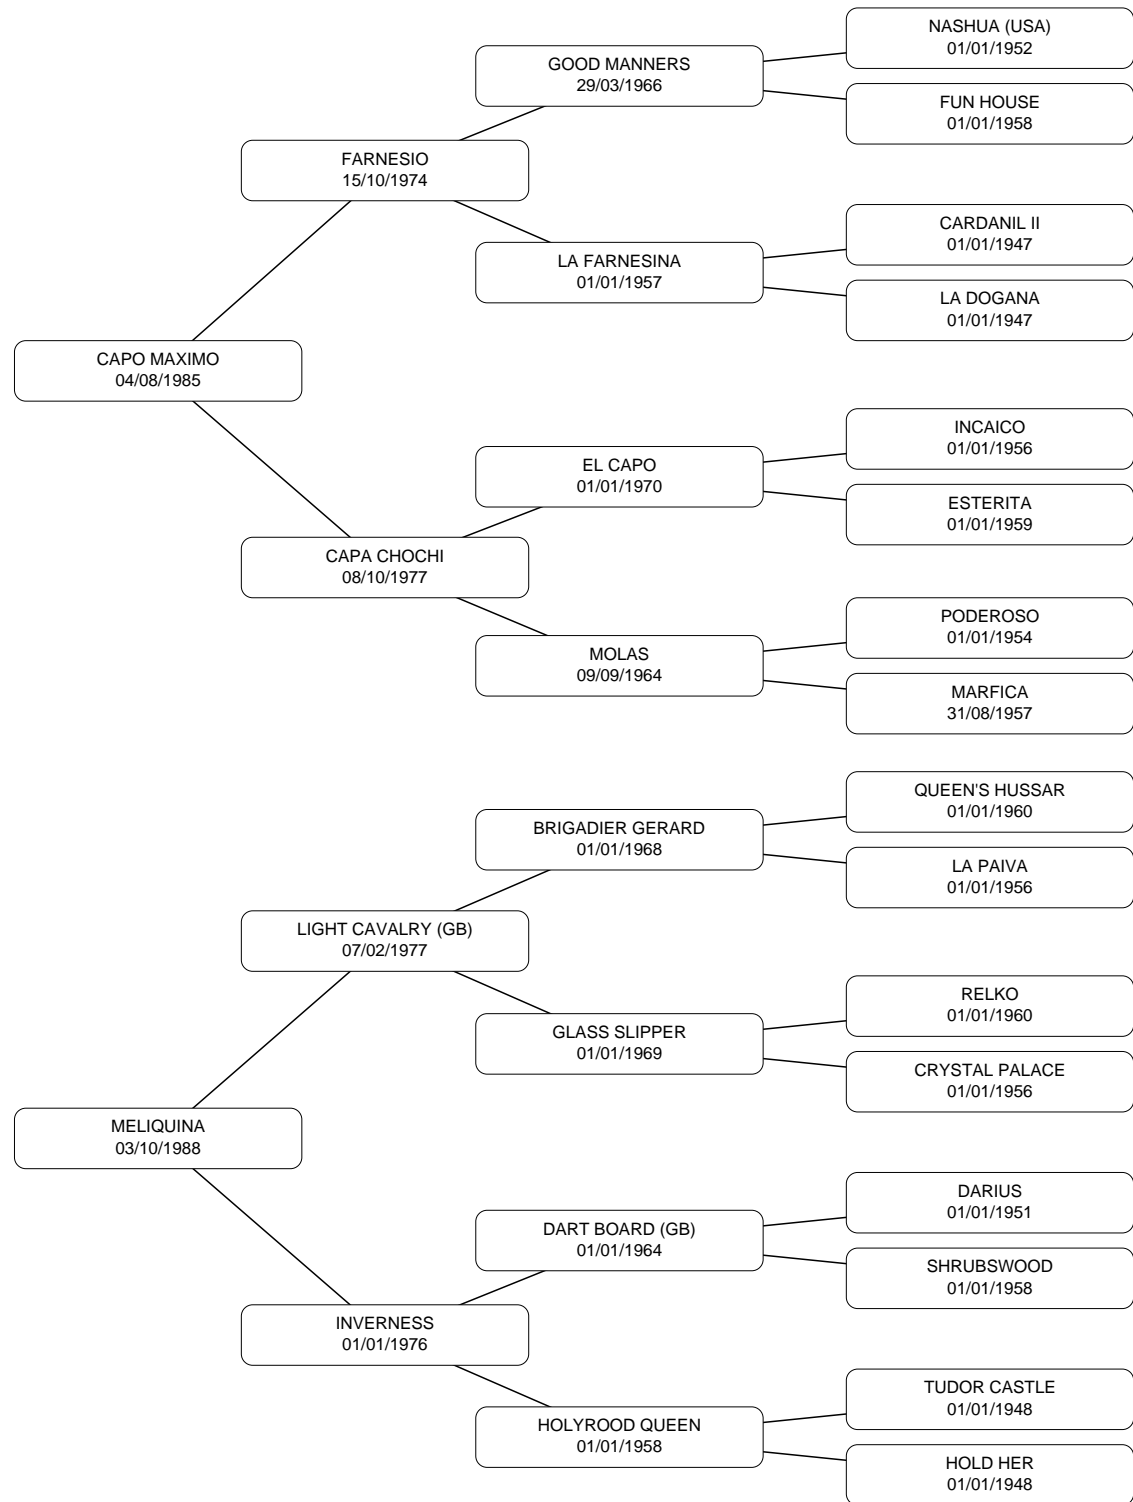 NASHUA (USA)
01/01/1952
GOOD MANNERS
29/03/1966
FUN HOUSE
01/01/1958
FARNESIO
15/10/1974
CARDANIL II
01/01/1947
LA FARNESINA
01/01/1957
LA DOGANA
01/01/1947
CAPO MAXIMO
04/08/1985
INCAICO
01/01/1956
EL CAPO
01/01/1970
ESTERITA
01/01/1959
CAPA CHOCHI
08/10/1977
PODEROSO
01/01/1954
MOLAS
09/09/1964
MARFICA
31/08/1957
QUEEN'S HUSSAR
01/01/1960
BRIGADIER GERARD
01/01/1968
LA PAIVA
01/01/1956
LIGHT CAVALRY (GB)
07/02/1977
RELKO
01/01/1960
GLASS SLIPPER
01/01/1969
CRYSTAL PALACE
01/01/1956
MELIQUINA
03/10/1988
DARIUS
01/01/1951
DART BOARD (GB)
01/01/1964
SHRUBSWOOD
01/01/1958
INVERNESS
01/01/1976
TUDOR CASTLE
01/01/1948
HOLYROOD QUEEN
01/01/1958
HOLD HER
01/01/1948